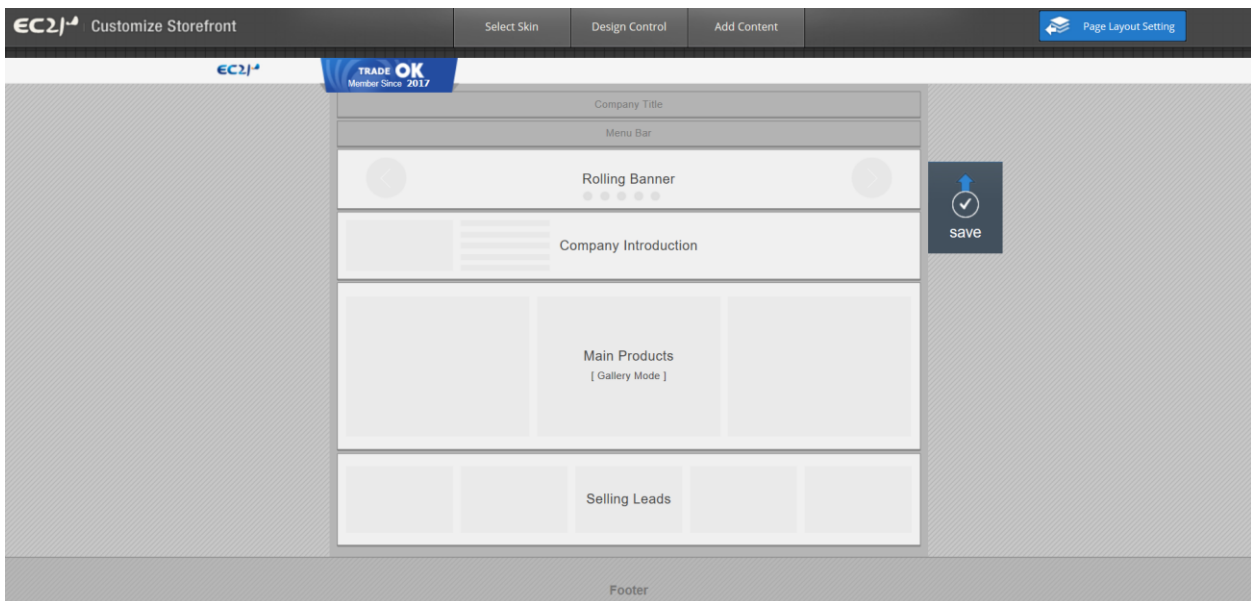 EC21 Customize Storefront
Select Skin
Design Control
Add Content
Page Layout Setting
EC21
TRADE OK
Member Since 2017
Company Title
Menu Bar
Rolling Banner
save
Company Introduction
Main Products
[ Gallery Mode ]
Selling Leads
Footer